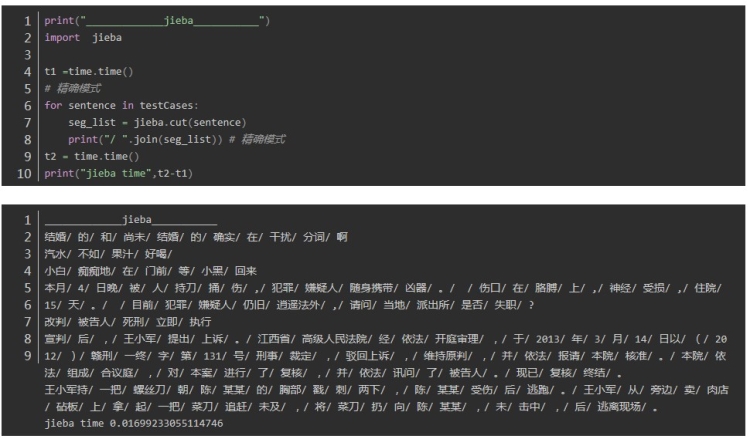 1 print("_____________jieba___________")
2 import  jieba
3
4 t1 =time.time()
5 # 精确模式
6 for sentence in testCases:
7     seg_list = jieba.cut(sentence)
8     print("/ ".join(seg_list)) # 精确模式
9 t2 = time.time()
10 print("jieba time",t2-t1)
1 _____________jieba___________
2 结婚/ 的/ 和/ 尚未/ 结婚/ 的/ 确实/ 在/ 干扰/ 分词/ 啊
3 汽水/ 不如/ 果汁/ 好喝/
4 小白/ 痴痴地/ 在/ 门前/ 等/ 小黑/ 回来
5 本月/ 4/ 日晚/ 被/ 人/ 持刀/ 捅/ 伤/ ,/ 犯罪/ 嫌疑人/ 随身携带/ 凶器/ 。/  / 伤口/ 在/ 胳膊/ 上/ ,/ 神经/ 受损/ ,/ 住院/
6 15/ 天/ 。/  / 目前/ 犯罪/ 嫌疑人/ 仍旧/ 逍遥法外/ ,/ 请问/ 当地/ 派出所/ 是否/ 失职/ ?
7 改判/ 被告人/ 死刑/ 立即/ 执行
8 宣判/ 后/ ,/ 王小军/ 提出/ 上诉/ 。/ 江西省/ 高级人民法院/ 经/ 依法/ 开庭审理/ ,/ 于/ 2013/ 年/ 3/ 月/ 14/ 日以/ (/ 20
9 12/ )/ 赣刑/ 一终/ 字/ 第/ 131/ 号/ 刑事/ 裁定/ ,/ 驳回上诉/ ,/ 维持原判/ ,/ 并/ 依法/ 报请/ 本院/ 核准/ 。/ 本院/ 依
法/ 组成/ 合议庭/ ,/ 对/ 本案/ 进行/ 了/ 复核/ ,/ 并/ 依法/ 讯问/ 了/ 被告人/ 。/ 现已/ 复核/ 终结/ 。
王小军持/ 一把/ 螺丝刀/ 朝/ 陈/ 某某/ 的/ 胸部/ 戳/ 刺/ 两下/ ,/ 陈/ 某某/ 受伤/ 后/ 逃跑/ 。/ 王小军/ 从/ 旁边/ 卖/ 肉店
/ 砧板/ 上/ 拿/ 起/ 一把/ 菜刀/ 追赶/ 未及/ ,/ 将/ 菜刀/ 扔/ 向/ 陈/ 某某/ ,/ 未/ 击中/ ,/ 后/ 逃离现场/ 。
jieba time 0.01699233055114746